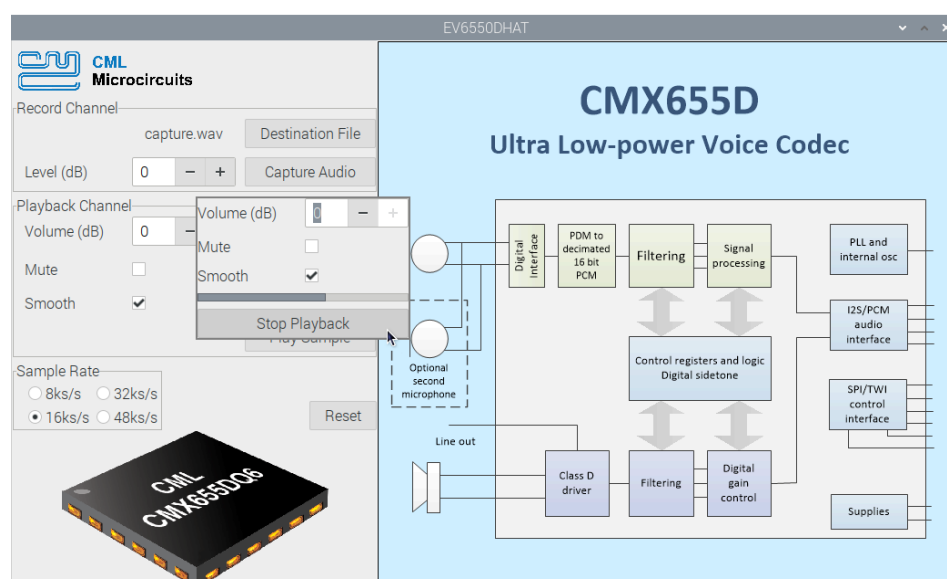 EV6550DHAT
CML
Microcircuits
Record Channel
capture.wav
Destination File
Level (dB)
0
Capture Audio
Playback Channel
Volume (dB)
0
Mute
Smooth
Volume (dB)
0
Mute
Smooth
Stop Playback
Play Sample
Sample Rate
8ks/s
32ks/s
16ks/s
48ks/s
Reset
CML
CMX655DQ6
CMX655D
Ultra Low-power Voice Codec
Digital
Interface
PDM to
decimated
16 bit
PCM
Filtering
Signal
processing
PLL and
internal osc
I2S/PCM
audio
interface
Optional
second
microphone
Control registers and logic
Digital sidetone
SPI/TWI
control
interface
Line out
Class D
driver
Filtering
Digital
gain
control
Supplies